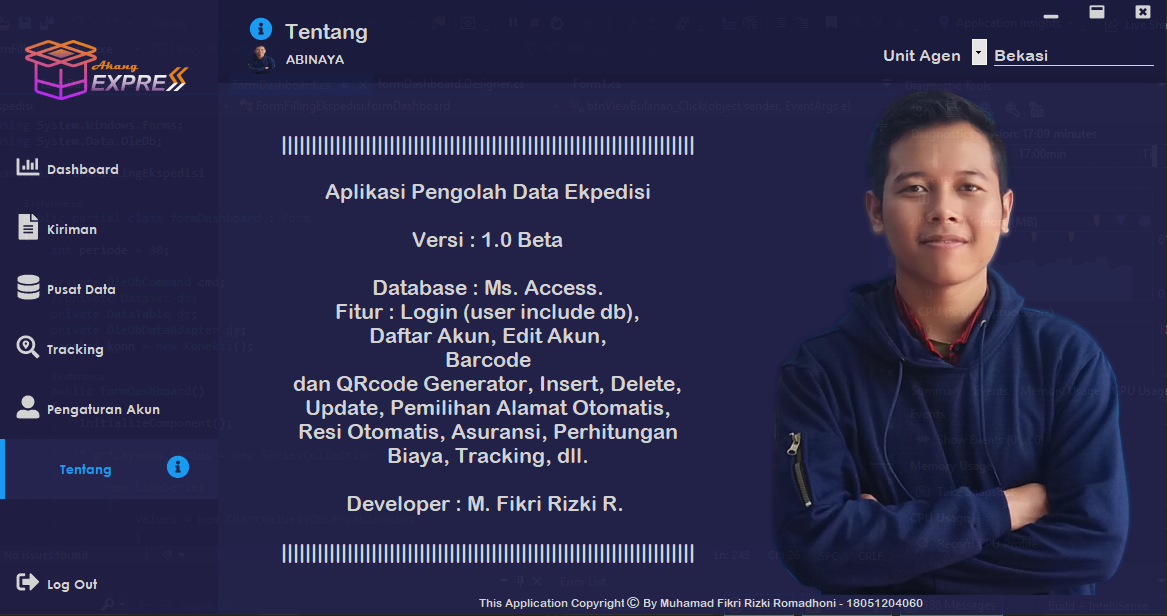 Tentang
ABINAYA
Unit Agen
Bekasi
Akang
EXPRESS
Dashboard
Kiriman
Pusat Data
Tracking
Pengaturan Akun
Tentang
Log Out
||||||||||||||||||||||||||||||||||||||||||||||||||||||||||||||||||||||
Aplikasi Pengolah Data Ekpedisi
Versi : 1.0 Beta
Database : Ms. Access.
Fitur : Login (user include db),
Daftar Akun, Edit Akun,
Barcode
dan QRcode Generator, Insert, Delete,
Update, Pemilihan Alamat Otomatis,
Resi Otomatis, Asuransi, Perhitungan
Biaya, Tracking, dll.
Developer : M. Fikri Rizki R.
||||||||||||||||||||||||||||||||||||||||||||||||||||||||||||||||||||||
This Application Copyright © By Muhamad Fikri Rizki Romadhoni - 18051204060